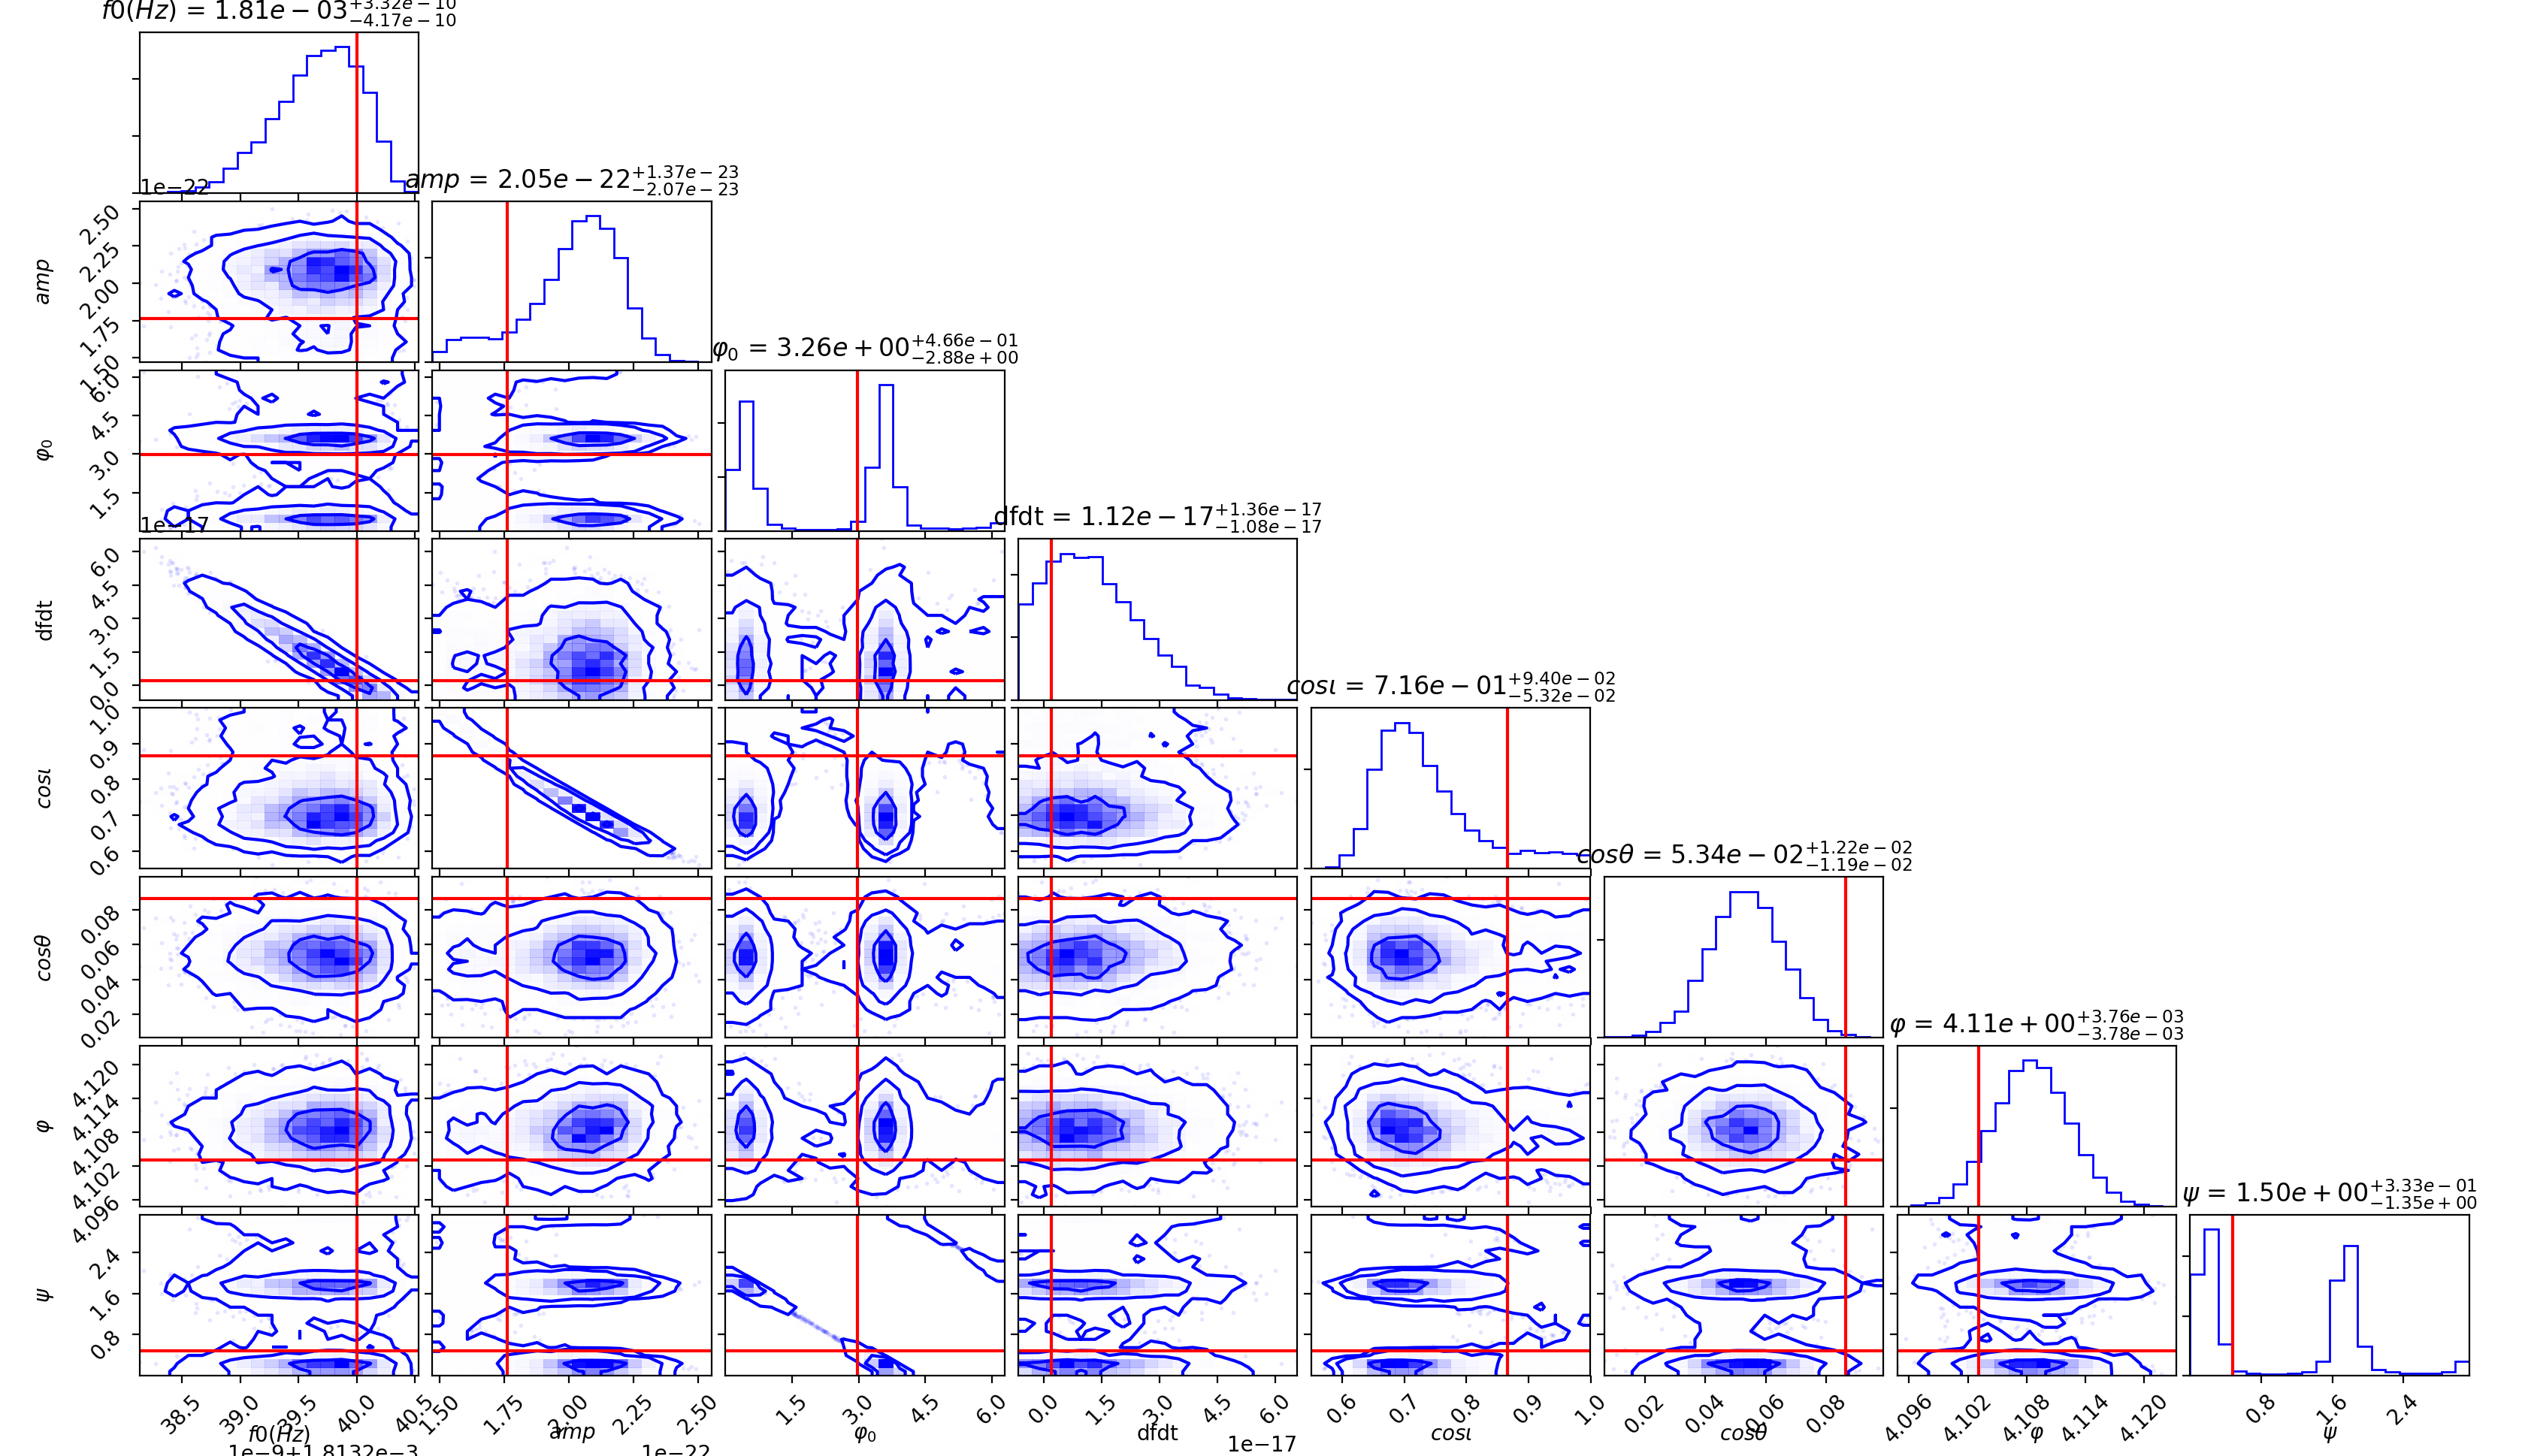 f0(Hz) = 1.81e − 03 +3.32e − 10 −4.17e − 10
1e−22
amp = 2.05e − 22 +1.37e − 23 −2.07e − 23
amp
2.50
2.25
2.00
1.75
1.50
φ0 = 3.26e + 00 +4.66e − 01 −2.88e + 00
φ0
6.0
4.5
3.0
1.5
1e−17
dfdt = 1.12e − 17 +1.36e − 17 −1.08e − 17
dfdt
6.0
4.5
3.0
1.5
0.0
cosι = 7.16e − 01 +9.40e − 02 −5.32e − 02
cosι
1.0
0.9
0.8
0.7
0.6
cosθ = 5.34e − 02 +1.22e − 02 −1.19e − 02
cosθ
0.08
0.06
0.04
0.02
φ = 4.11e + 00 +3.76e − 03 −3.78e − 03
φ
4.120
4.114
4.108
4.102
4.096
ψ = 1.50e + 00 +3.33e − 01 −1.35e + 00
ψ
2.4
1.6
0.8
38.5 39.0 39.5 40.0 40.5
1.50 1.75 2.00 2.25 2.50
1.5 3.0 4.5 6.0
0.0 1.5 3.0 4.5 6.0
0.6 0.7 0.8 0.9 1.0
0.02 0.04 0.06 0.08
4.096 4.102 4.108 4.114 4.120
0.8 1.6 2.4
f0(Hz) amp φ0 dfdt cosι cosθ φ ψ
1e−9+1.8132e−3 1e−22 1e−17